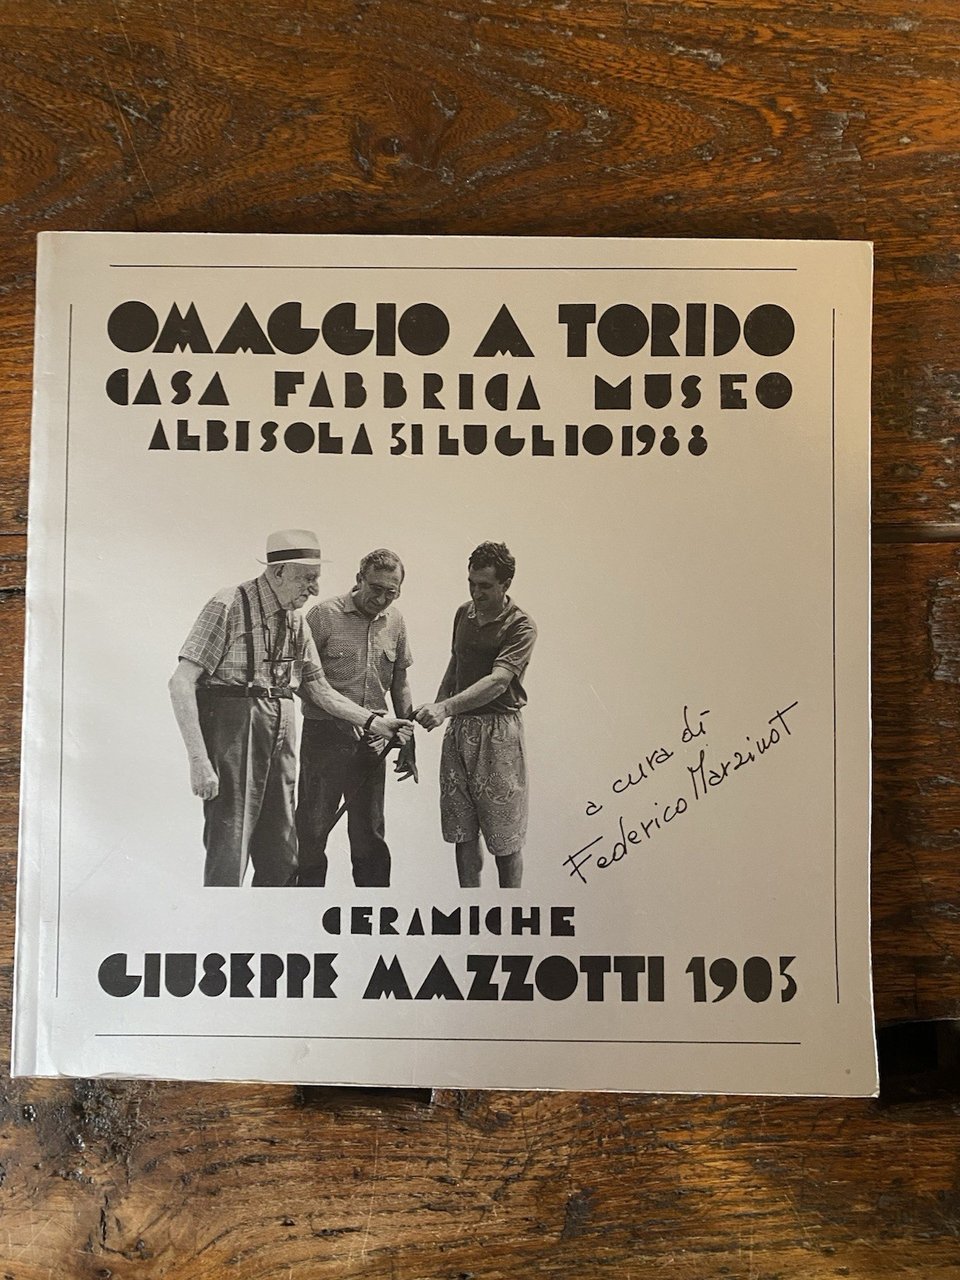 OMAGGIO A TORIDO
CASA FABBRICA MUSEO
ALBISOLA 31 LUGLIO 1988
a cura di
Federico Marzinot
CERAMICHE
GIUSEPPE MAZZOTTI 1903